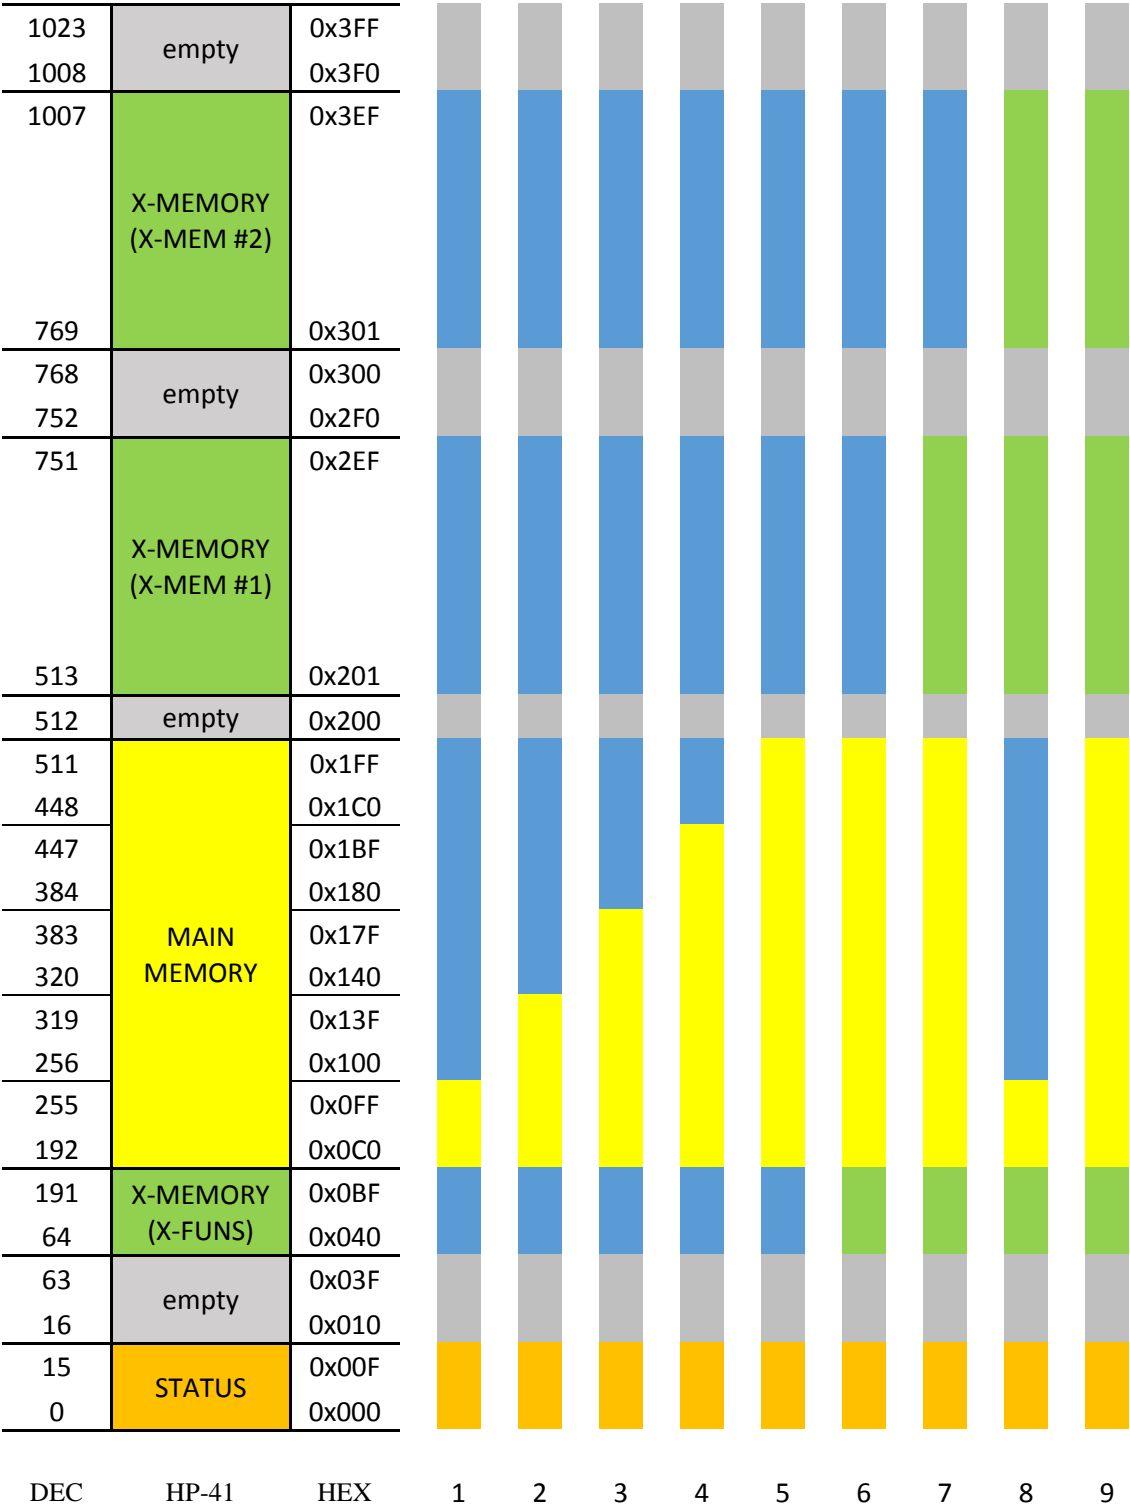 1023 0x3FF
empty
1008 0x3F0
1007 0x3EF
X-MEMORY
(X-MEM #2)
769 0x301
768 0x300
empty
752 0x2F0
751 0x2EF
X-MEMORY
(X-MEM #1)
513 0x201
512 empty 0x200
511 0x1FF
448 0x1C0
447 0x1BF
384 0x180
383 MAIN 0x17F
320 MEMORY 0x140
319 0x13F
256 0x100
255 0x0FF
192 0x0C0
191 X-MEMORY 0x0BF
64 (X-FUNS) 0x040
63 0x03F
empty
16 0x010
15 0x00F
STATUS
0 0x000
DEC HP-41 HEX 1 2 3 4 5 6 7 8 9